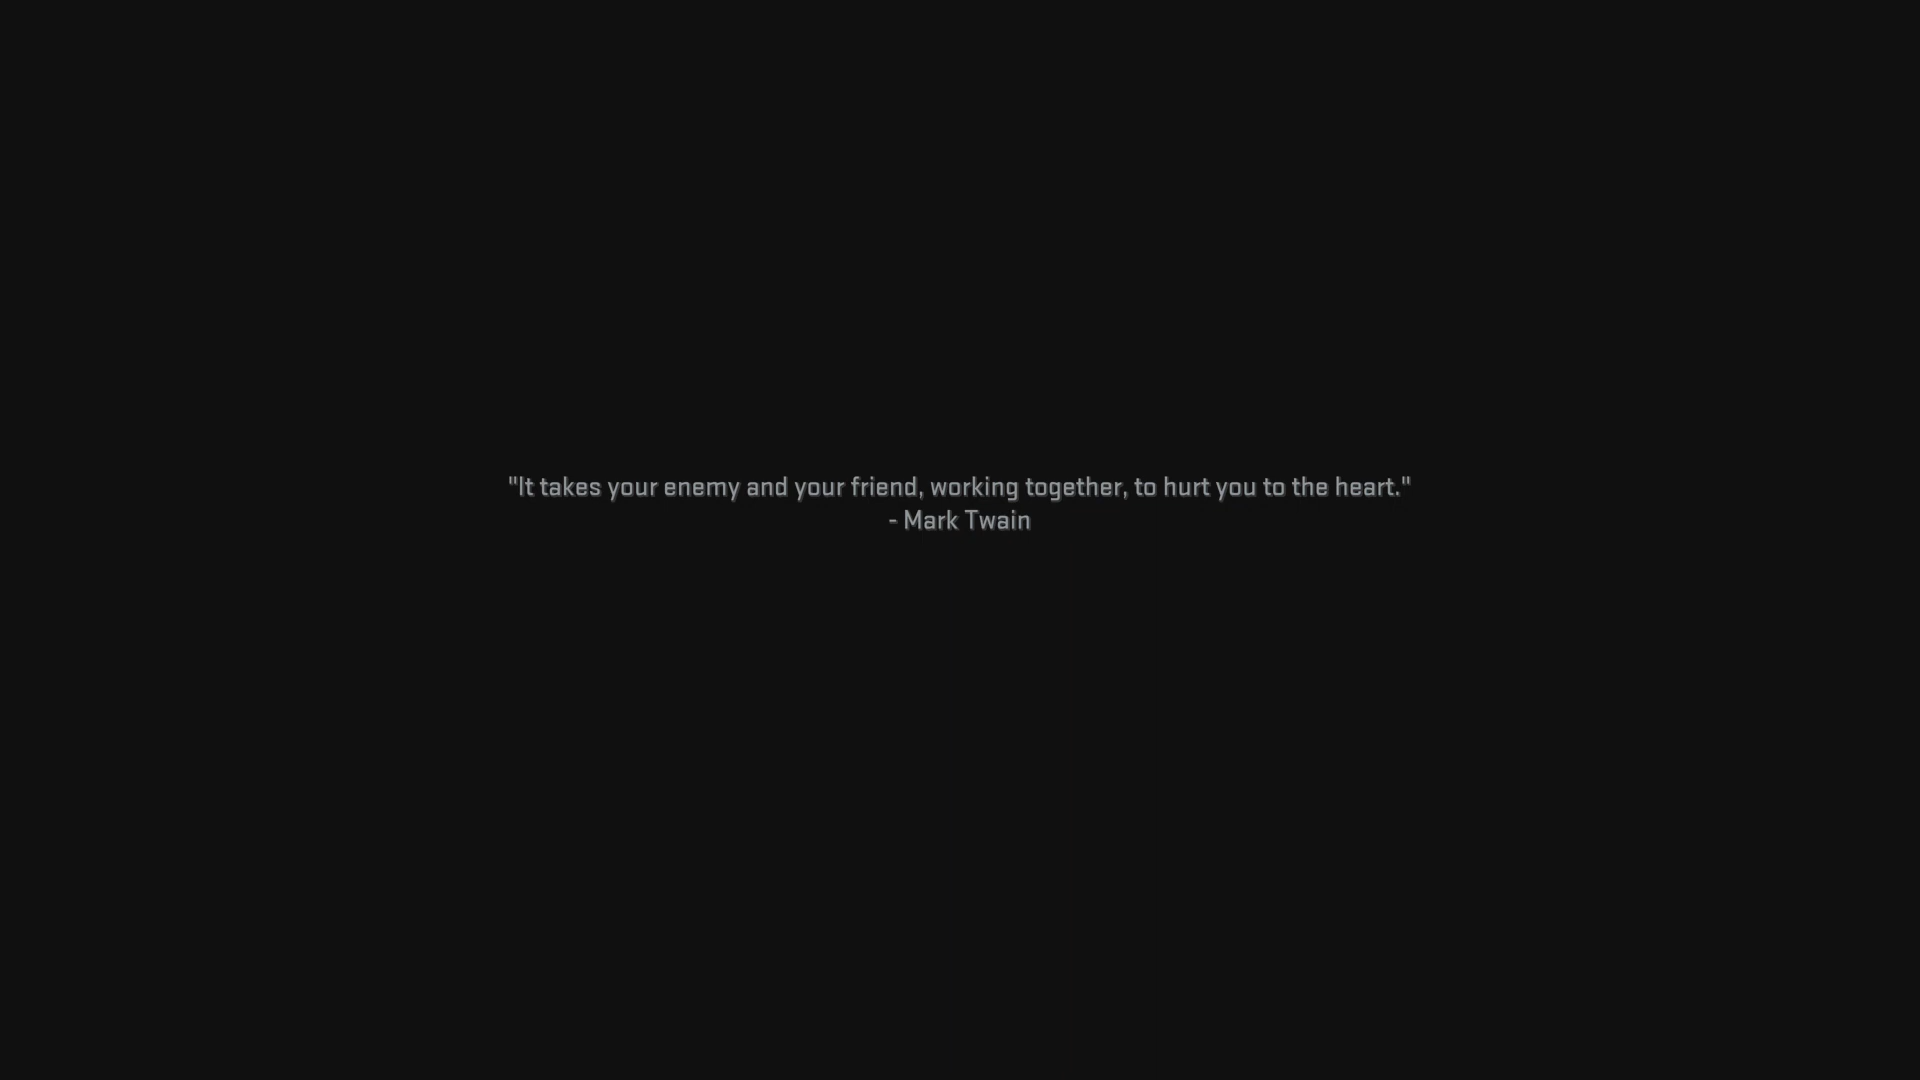 "It takes your enemy and your friend, working together, to hurt you to the heart."
- Mark Twain